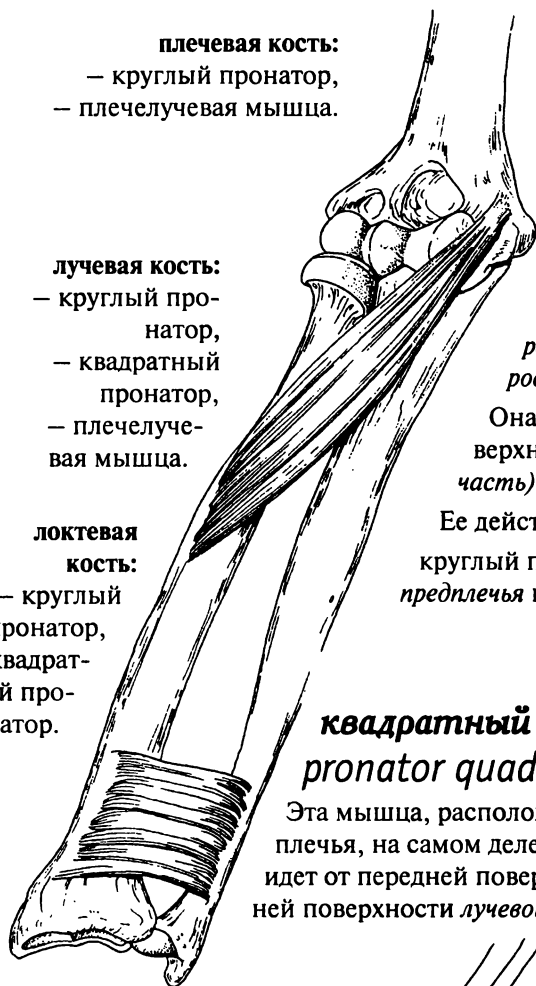 плечевая кость:
– круглый пронатор,
– плечелучевая мышца.
лучевая кость:
– круглый про-
натор,
– квадратный
пронатор,
– плечелуче-
вая мышца.
локтевая
кость:
– круглый
ронатор,
квадрат-
й про-
атор.
Она
верхн
часть)
Ее дейст
круглый п
предплечья
квадратный
pronator quad
Эта мышца, располо
плечья, на самом деле
идет от передней повер
ней поверхности лучево